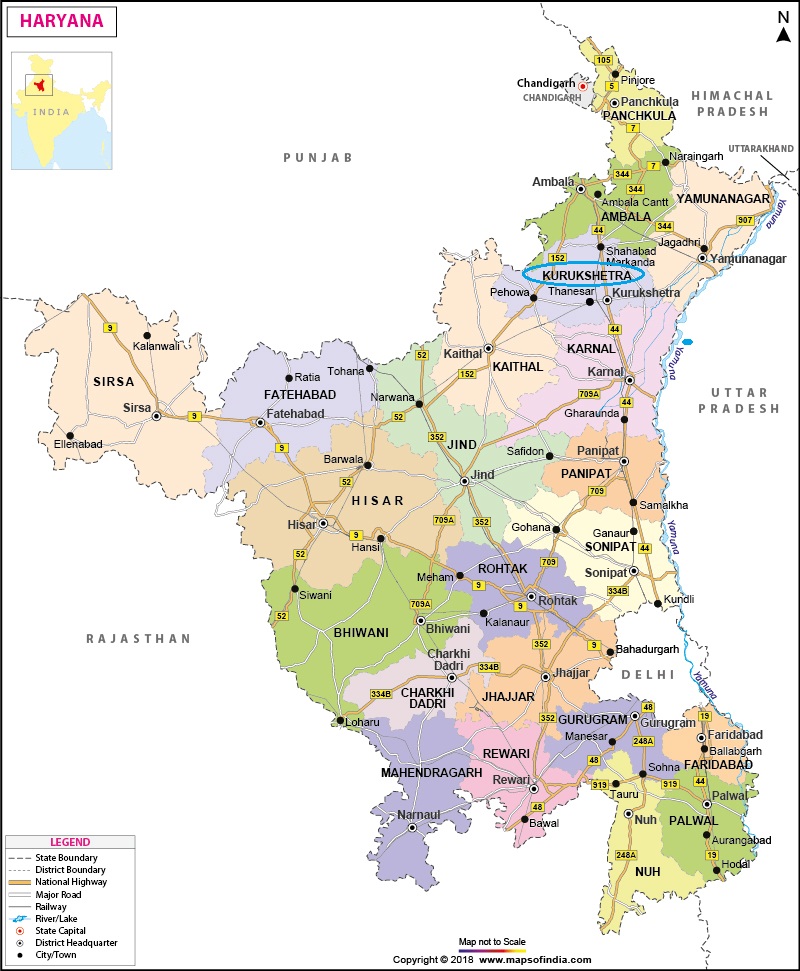 HARYANA
N
INDIA
105
Pinjore
5
Chandigarh
CHANDIGARH
Panchkula
PANCHKULA
HIMACHAL
PRADESH
7
PUNJAB
UTTARAKHAND
Naraingarh
7
344
Ambala
344
Ambala Cantt
AMBALA
YAMUNANAGAR
Yamuna
907
344
44
Jagadhri
Shahabad
Markanda
152
Yamunanagar
KURUKSHETRA
Pehowa
Thanesar
Kurukshetra
9
Kalanwali
44
Kaithal
KARNAL
Yamuna
52
KAITHAL
Tohana
152
Karnal
SIRSA
Ratia
FATEHABAD
Narwana
709A
UTTAR
PRADESH
44
Sirsa
9
Fatehabad
52
Gharaunda
352
Ellenabad
9
JIND
Safidon
Panipat
Barwala
PANIPAT
52
Jind
709
HISAR
Samalkha
709A
352
Hisar
Gohana
Ganaur
Yamuna
9
SONIPAT
44
Hansi
52
709
ROHTAK
Meham
Sonipat
9
Siwani
334B
709A
9
Rohtak
Kundli
52
Kalanaur
Bhiwani
BHIWANI
RAJASTHAN
352
9
Bahadurgarh
Charkhi
Dadri
334B
DELHI
Jhajjar
Yamuna
334B
CHARKHI
DADRI
JHAJJAR
48
19
Loharu
352
GURUGRAM
Gurugram
Faridabad
Manesar
248A
Ballabgarh
REWARI
48
Sohna
FARIDABAD
MAHENDRAGARH
Rewari
919
919
44
Tauru
Palwal
48
Narnaul
Bawal
Nuh
PALWAL
Aurangabad
248A
19
Hodal
NUH
LEGEND
State Boundary
District Boundary
National Highway
Major Road
Railway
River/Lake
State Capital
District Headquarter
City/Town
Map not to Scale
Copyright © 2018 www.mapsofindia.com